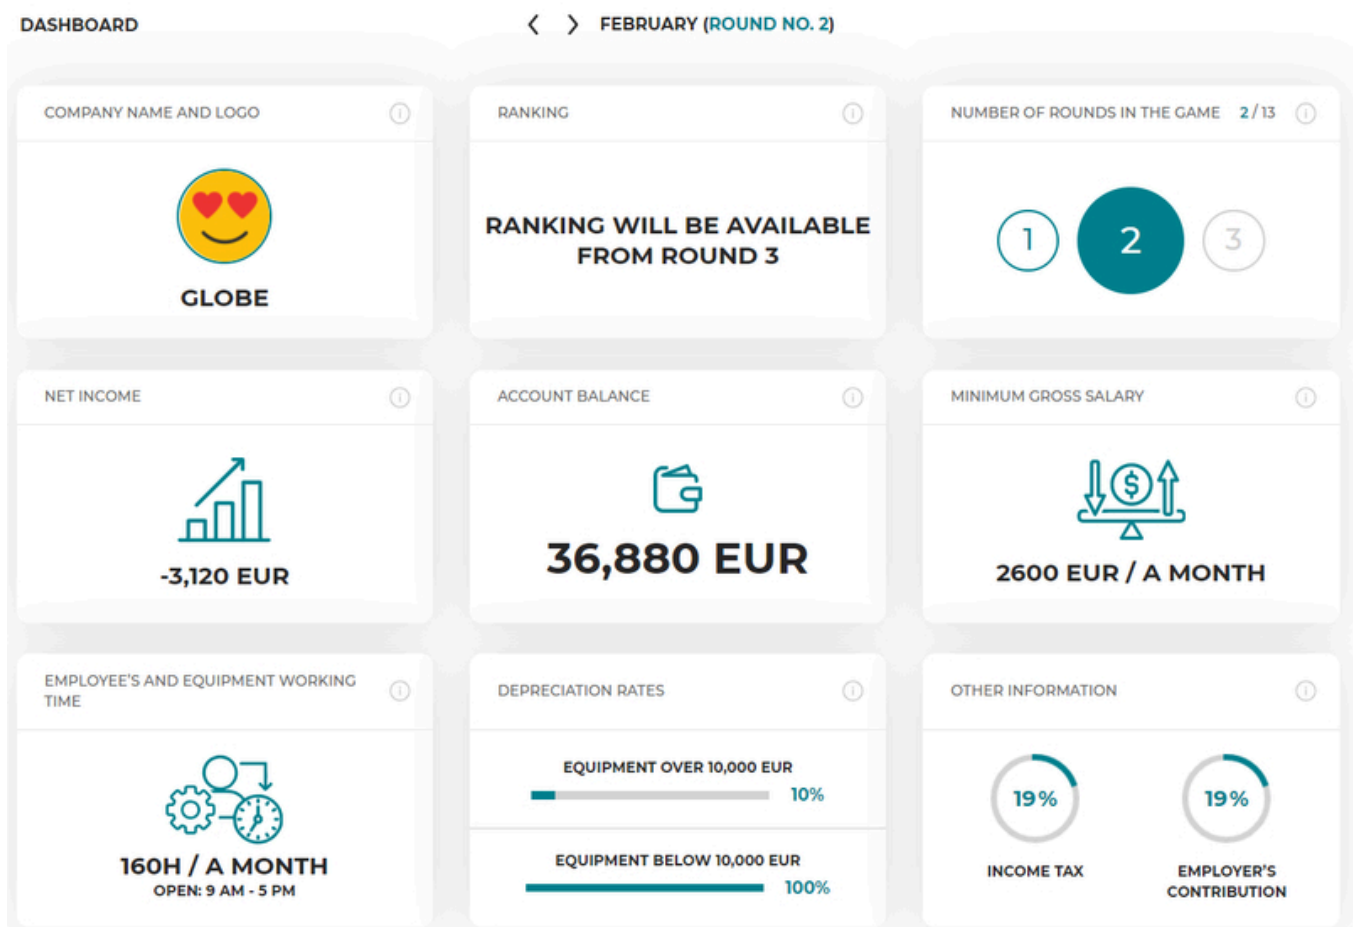 DASHBOARD
FEBRUARY (ROUND NO. 2)
COMPANY NAME AND LOGO
GLOBE
RANKING
RANKING WILL BE AVAILABLE
FROM ROUND 3
NUMBER OF ROUNDS IN THE GAME 2 / 13
1 2 3
NET INCOME
-3,120 EUR
ACCOUNT BALANCE
36,880 EUR
MINIMUM GROSS SALARY
$
2600 EUR / A MONTH
EMPLOYEE'S AND EQUIPMENT WORKING
TIME
160H / A MONTH
OPEN: 9 AM - 5 PM
DEPRECIATION RATES
EQUIPMENT OVER 10,000 EUR
10%
EQUIPMENT BELOW 10,000 EUR
100%
OTHER INFORMATION
19%
INCOME TAX
19%
EMPLOYER'S
CONTRIBUTION